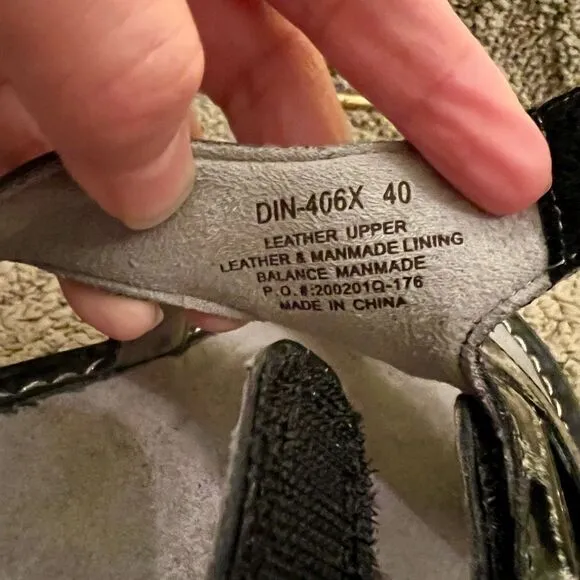 DIN-406X 40
LEATHER UPPER
LEATHER & MANMADE LINING
BALANCE MANMADE
P.O.#:200201Q-176
MADE IN CHINA